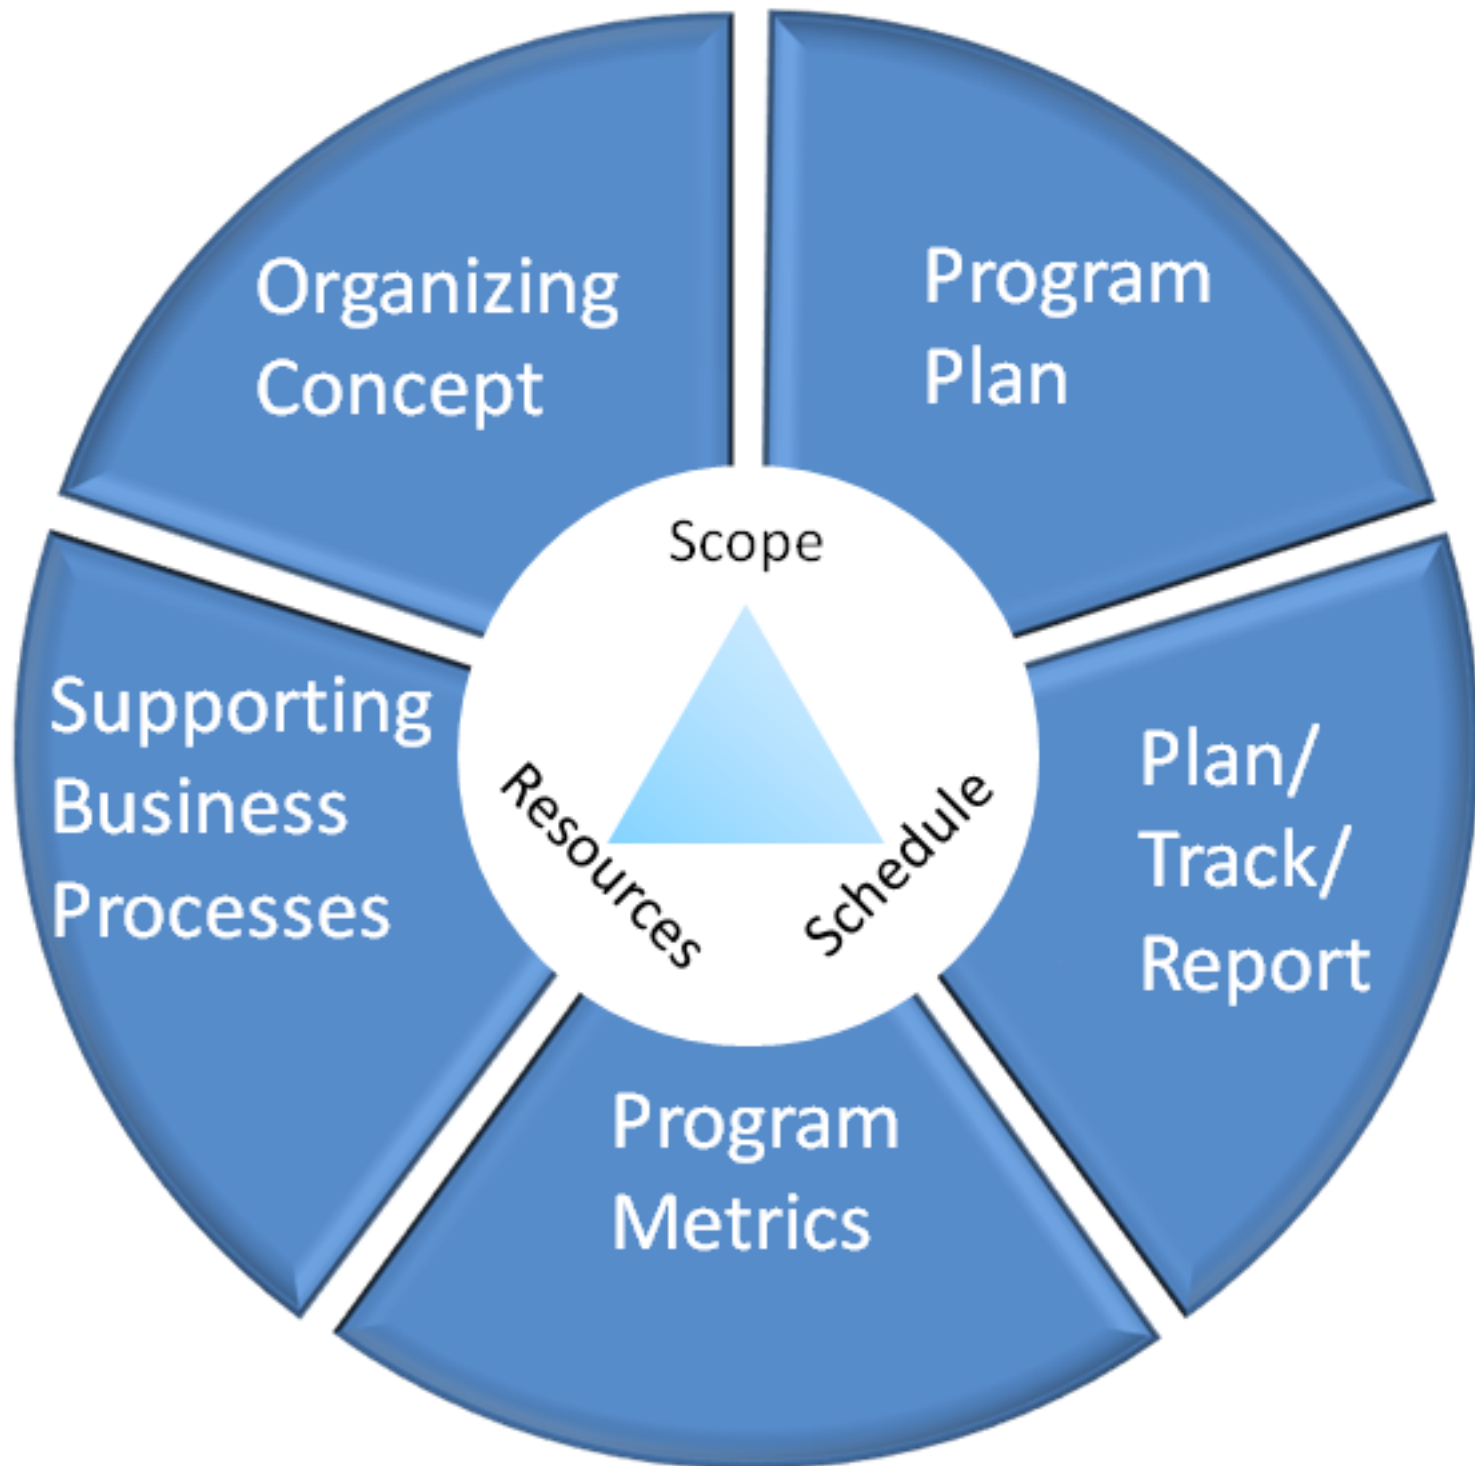 Organizing
Concept
Program
Plan
Scope
Resources
Schedule
Supporting
Business
Processes
Plan/
Track/
Report
Program
Metrics